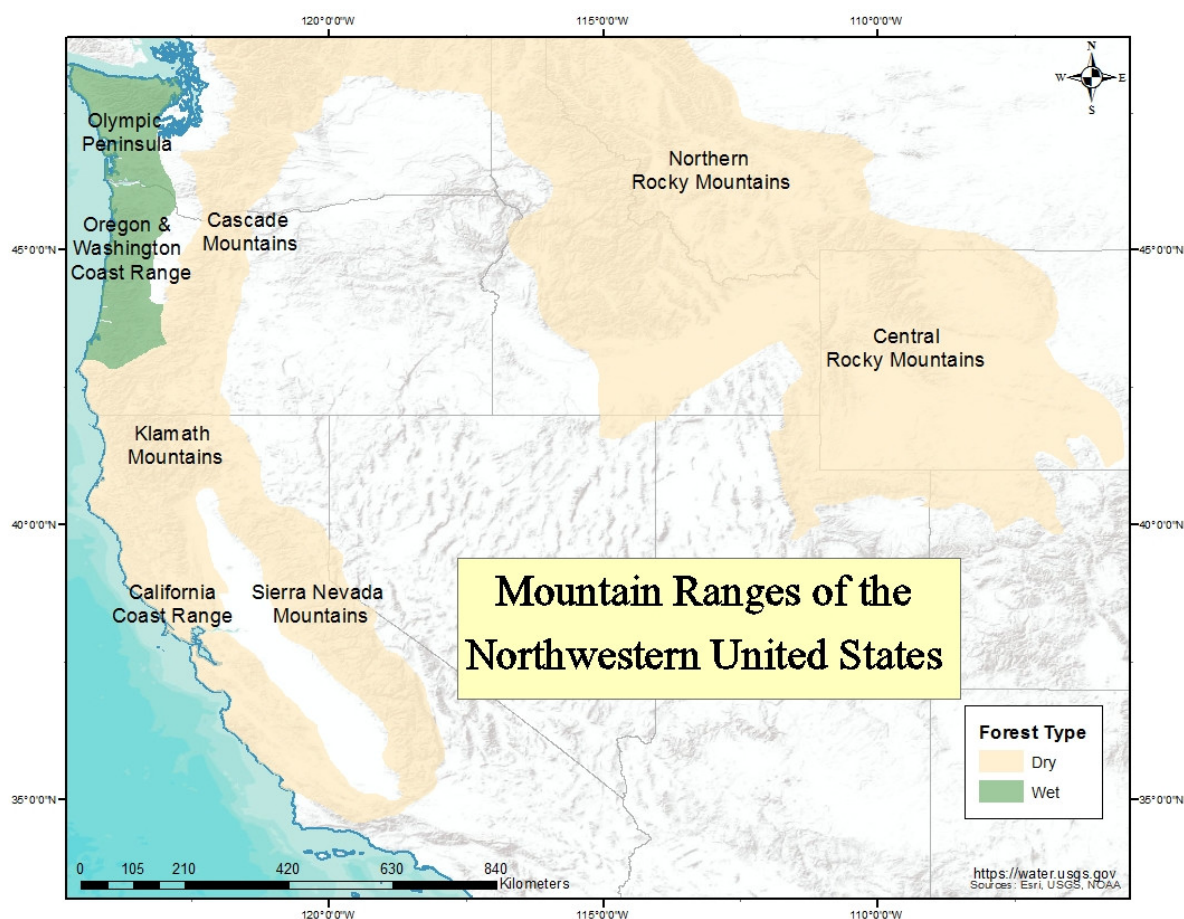 120°0'0"W
115°0'0"W
110°0'0"W
N
W
E
S
Olympic
Peninsula
Northern
Rocky Mountains
Cascade
Mountains
Oregon &
Washington
Coast Range
45°0'0"N
45°0'0"N
Central
Rocky Mountains
Klamath
Mountains
40°0'0"N
40°0'0"N
California
Coast Range
Sierra Nevada
Mountains
Mountain Ranges of the
Northwestern United States
Forest Type
Dry
Wet
35°0'0"N
35°0'0"N
0 105 210 420 630 840
Kilometers
https://water.usgs.gov
Sources: Esri, USGS, NOAA
120°0'0"W
115°0'0"W
110°0'0"W